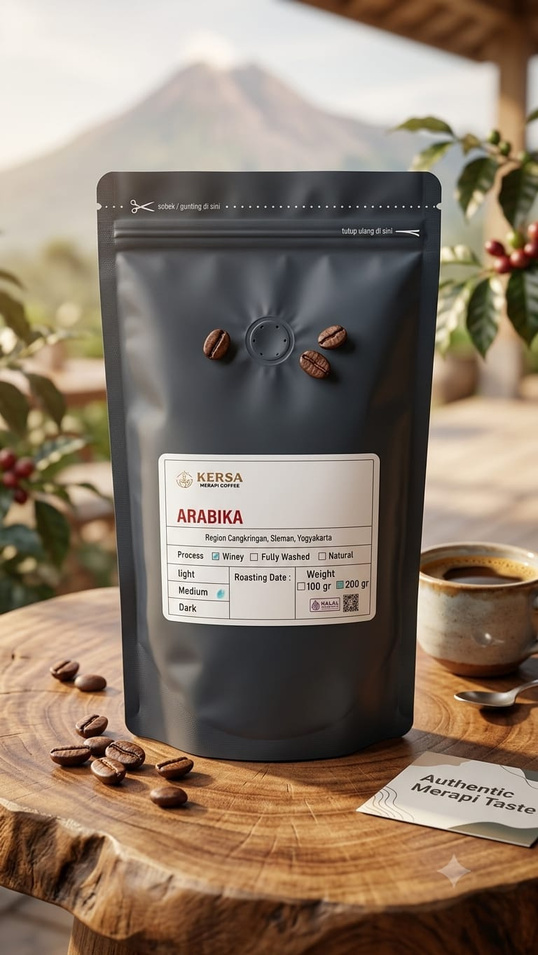 sobek / gunting di sini
tutup ulang di sini
KERSA
MERAPI COFFEE
ARABIKA
Region Cangkringan, Sleman, Yogyakarta
Process Winey Fully Washed Natural
light
Medium
Dark
Roasting Date :
Weight
100 gr 200 gr
HALAL
Authentic
Merapi Taste